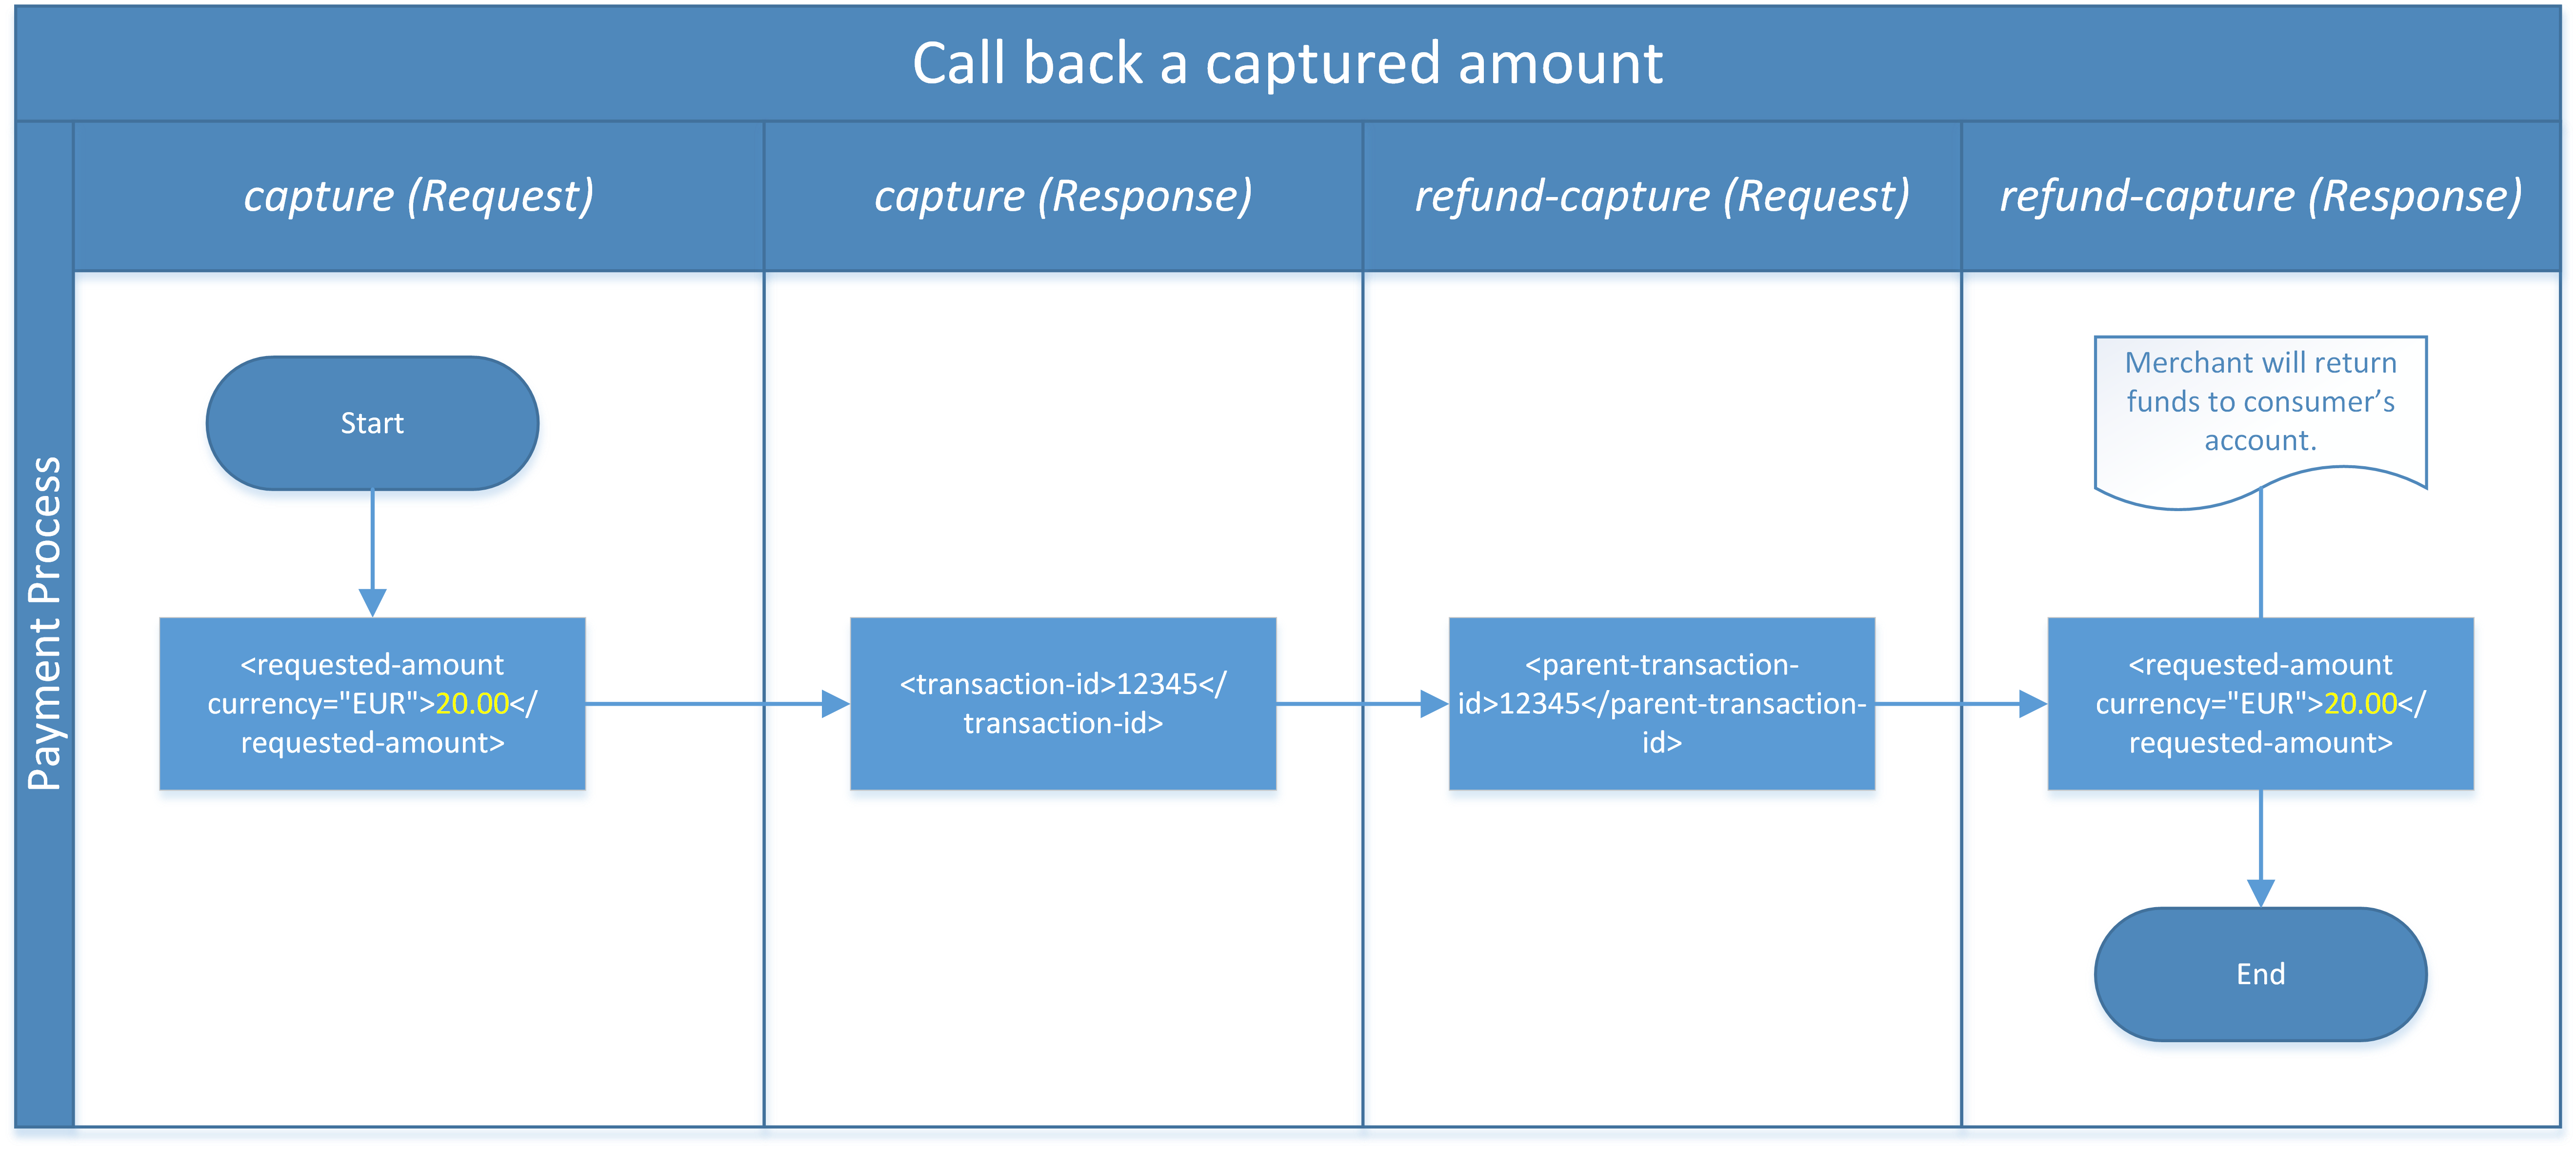 Call back a captured amount
Payment Process
capture (Request)
capture (Response)
refund-capture (Request)
refund-capture (Response)
Start
<requested-amount
currency="EUR">20.00</
requested-amount>
<transaction-id>12345</
transaction-id>
<parent-transaction-
id>12345</parent-transaction-
id>
Merchant will return
funds to consumer’s
account.
<requested-amount
currency="EUR">20.00</
requested-amount>
End